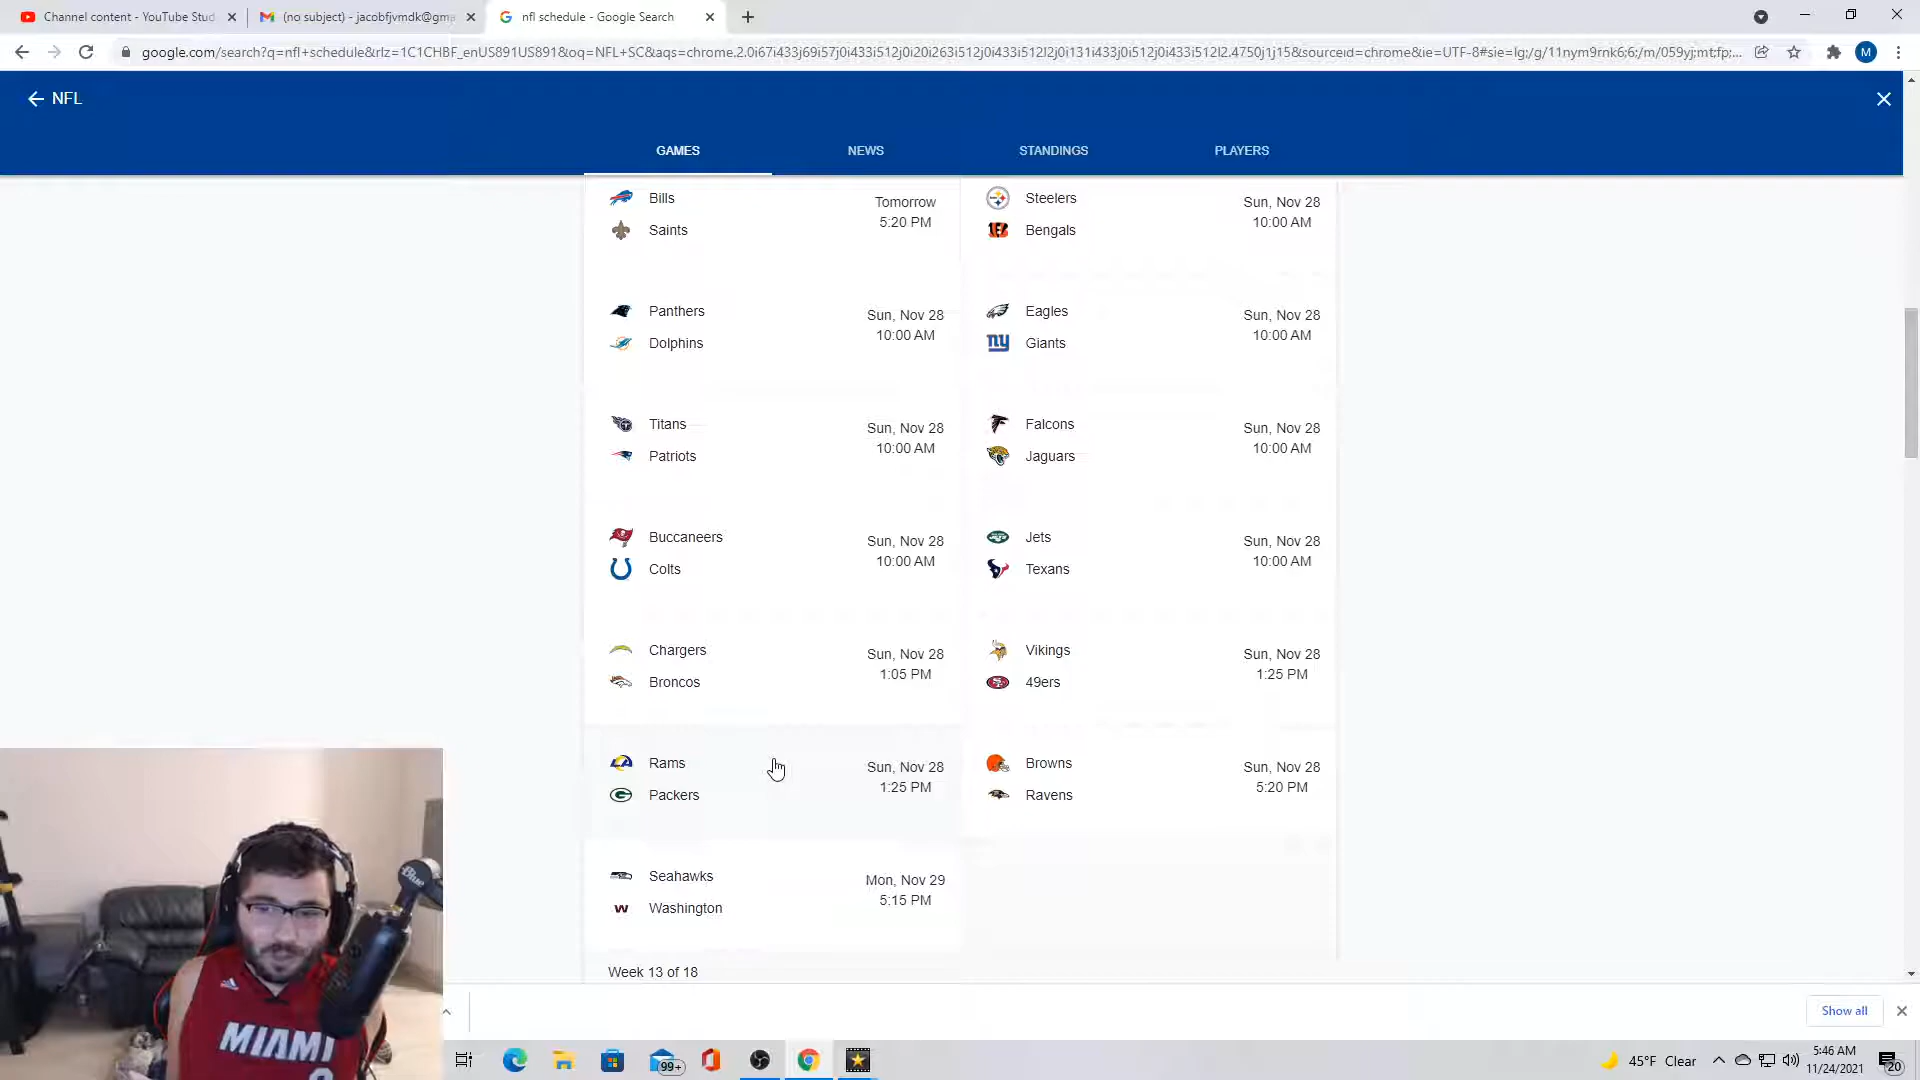 Channel content - YouTube Stud
(no subject) - jacobfjvmdk@gma
nfl schedule - Google Search
google.com/search?q=nfl+schedule&rlz=1C1CHBF_enUS891US891&oq=NFL+SC&aqs=chrome.2.0i67i433j69i57j0i433i512j0i20i263i512j0i433i512l2j0i131i433j0i512j0i433i512l2.4750j1j15&sourceid=chrome&ie=UTF-8#sie=lg;/g/11nym9rnk6;6;/m/059yj;mt;fp;...
M
NFL
GAMES
NEWS
STANDINGS
PLAYERS
Bills
Saints
Tomorrow
5:20 PM
Steelers
Bengals
Sun, Nov 28
10:00 AM
Panthers
Dolphins
Sun, Nov 28
10:00 AM
Eagles
Giants
Sun, Nov 28
10:00 AM
Titans
Patriots
Sun, Nov 28
10:00 AM
Falcons
Jaguars
Sun, Nov 28
10:00 AM
Buccaneers
Colts
Sun, Nov 28
10:00 AM
Jets
Texans
Sun, Nov 28
10:00 AM
Chargers
Broncos
Sun, Nov 28
1:05 PM
Vikings
49ers
Sun, Nov 28
1:25 PM
Rams
Packers
Sun, Nov 28
1:25 PM
Browns
Ravens
Sun, Nov 28
5:20 PM
Seahawks
Washington
Mon, Nov 29
5:15 PM
Week 13 of 18
Blue
MIAMI
Show all
99+
45°F Clear
5:46 AM
11/24/2021
20